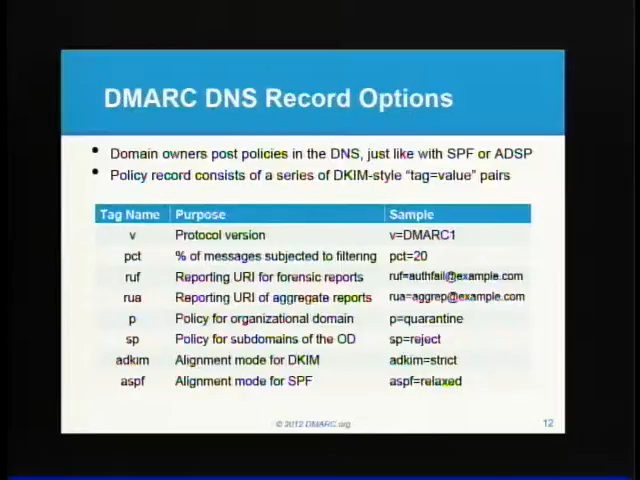 DMARC DNS Record Options
• Domain owners post policies in the DNS, just like with SPF or ADSP
• Policy record consists of a series of DKIM-style “tag=value” pairs
Tag Name Purpose Sample
v Protocol version v=DMARC1
pct % of messages subjected to filtering pct=20
ruf Reporting URI for forensic reports ruf=authfail@example.com
rua Reporting URI of aggregate reports rua=aggrep@example.com
p Policy for organizational domain p=quarantine
sp Policy for subdomains of the OD sp=reject
adkim Alignment mode for DKIM adkim=strict
aspf Alignment mode for SPF aspf=relaxed
© 2012 DMARC.org 12